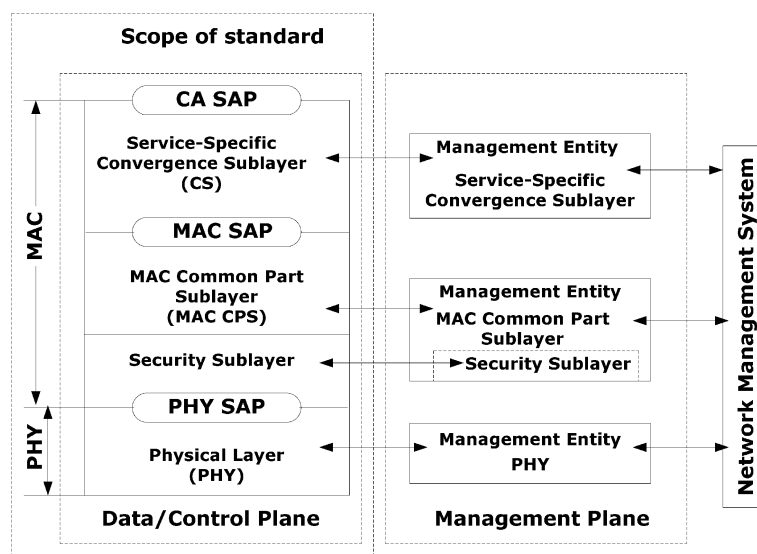 Scope of standard
CA SAP
Service-Specific
Convergence Sublayer
(CS)
MAC SAP
MAC Common Part
Sublayer
(MAC CPS)
Security Sublayer
PHY SAP
Physical Layer
(PHY)
Data/Control Plane
MAC
PHY
Management Entity
Service-Specific
Convergence Sublayer
Management Entity
MAC Common Part
Sublayer
Security Sublayer
Management Entity
PHY
Management Plane
Network Management System